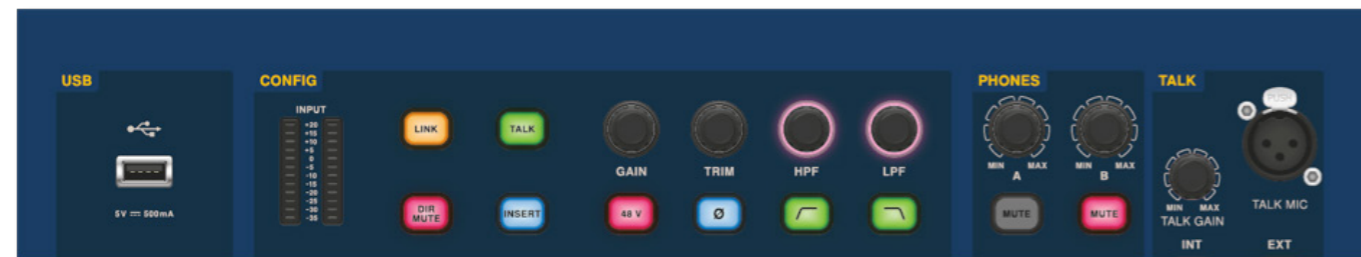 USB
5V ⎓ 500mA
CONFIG
INPUT
+20
+15
+10
+5
0
-5
-10
-15
-20
-25
-30
-35
LINK
TALK
DIR
MUTE
INSERT
GAIN
TRIM
HPF
LPF
48 V
Ø
PHONES
MIN MAX
A
MIN MAX
B
MUTE
MUTE
TALK
MIN MAX
TALK GAIN
INT
PUSH
TALK MIC
EXT